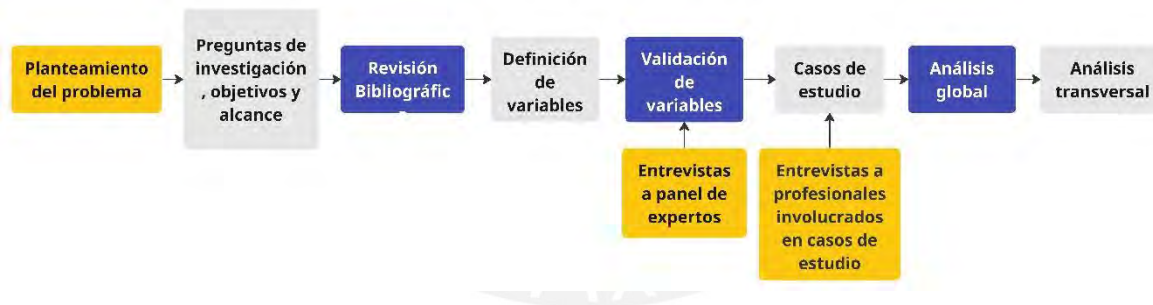 Planteamiento
del problema
Preguntas de
investigación
, objetivos y
alcance
Revisión
Bibliográfic
Definición
de
variables
Validación
de
variables
Casos de
estudio
Análisis
global
Análisis
transversal
Entrevistas
a panel de
expertos
Entrevistas a
profesionales
involucrados
en casos de
estudio